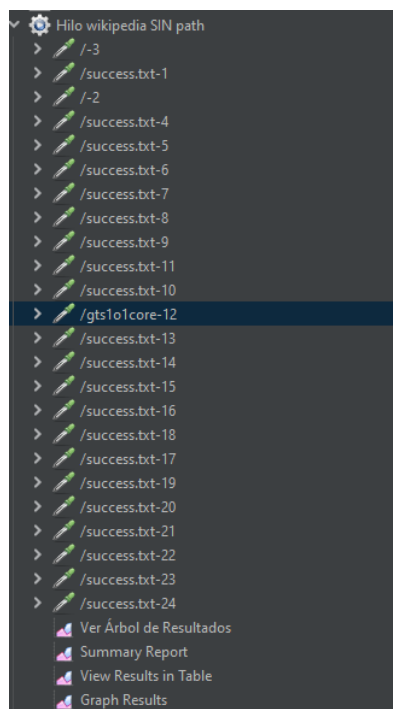 Hilo wikipedia SIN path
/-3
/success.txt-1
/-2
/success.txt-4
/success.txt-5
/success.txt-6
/success.txt-7
/success.txt-8
/success.txt-9
/success.txt-11
/success.txt-10
/gts1o1core-12
/success.txt-13
/success.txt-14
/success.txt-15
/success.txt-16
/success.txt-18
/success.txt-17
/success.txt-19
/success.txt-20
/success.txt-21
/success.txt-22
/success.txt-23
/success.txt-24
Ver Árbol de Resultados
Summary Report
View Results in Table
Graph Results